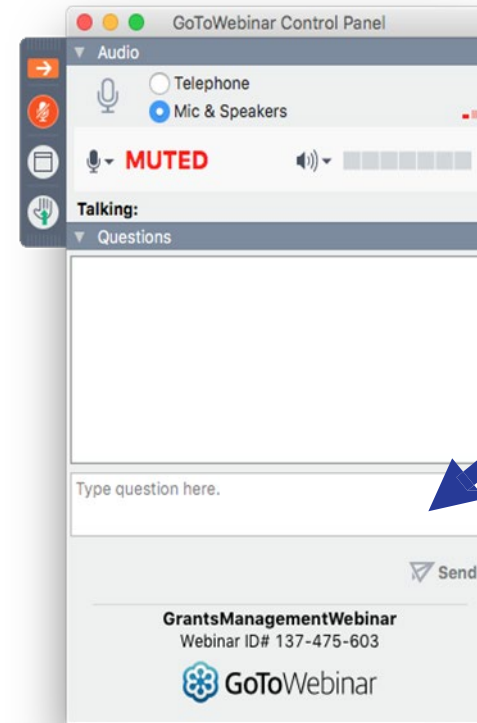 GoToWebinar Control Panel
Audio
Telephone
Mic & Speakers
MUTED
Talking:
Questions
Type question here.
Send
GrantsManagementWebinar
Webinar ID# 137-475-603
GoToWebinar